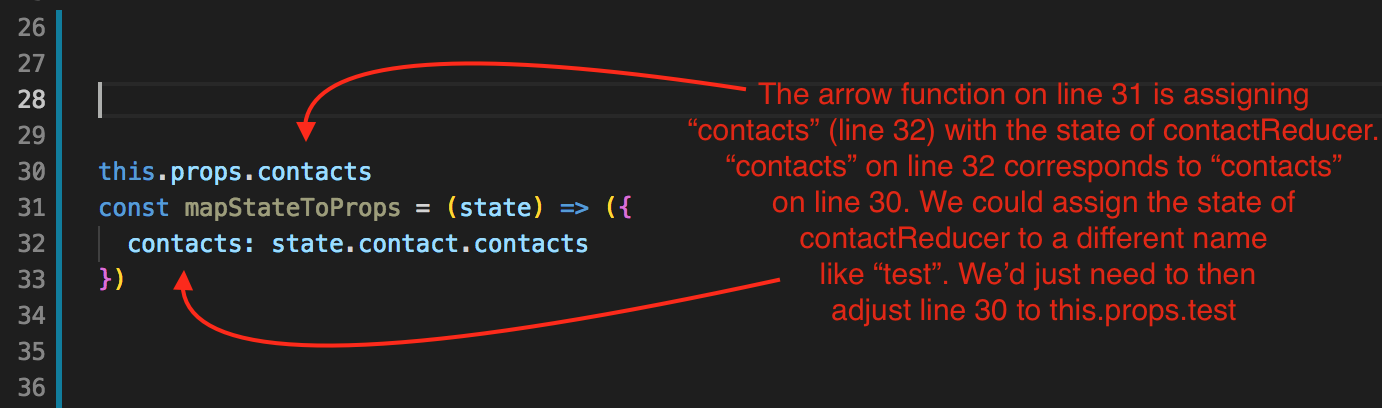 26
27
28
29
30 this.props.contacts
31 const mapStateToProps = (state) => ({
32 contacts: state.contact.contacts
33 })
34
35
36
The arrow function on line 31 is assigning
“contacts” (line 32) with the state of contactReducer.
“contacts” on line 32 corresponds to “contacts”
on line 30. We could assign the state of
contactReducer to a different name
like “test”. We’d just need to then
adjust line 30 to this.props.test